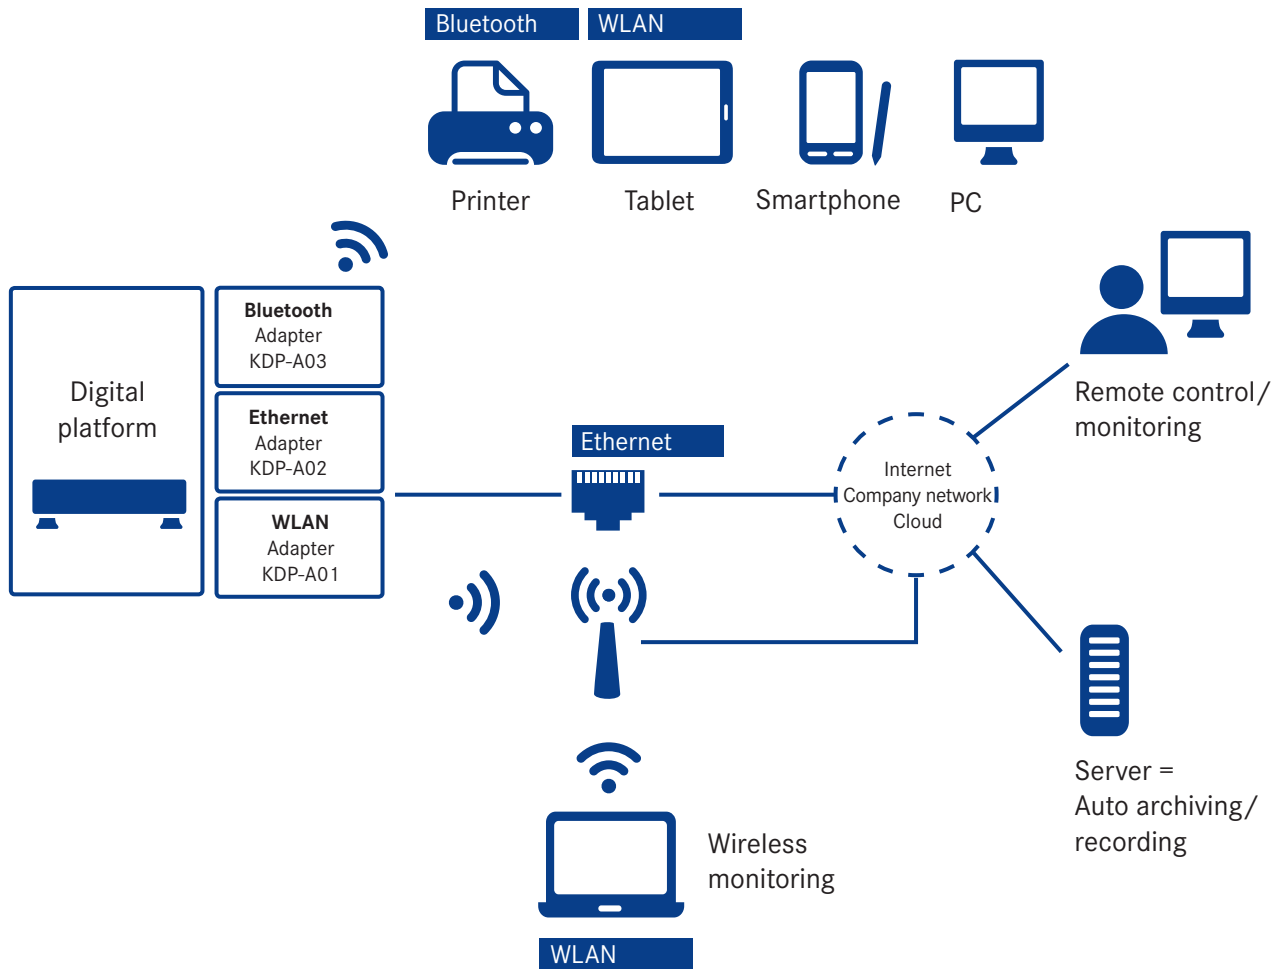 Bluetooth
WLAN
Printer
Tablet
Smartphone
PC
Digital
platform
Bluetooth
Adapter
KDP-A03
Ethernet
Adapter
KDP-A02
WLAN
Adapter
KDP-A01
Ethernet
Internet
Company network
Cloud
Remote control/
monitoring
Server =
Auto archiving/
recording
Wireless
monitoring
WLAN